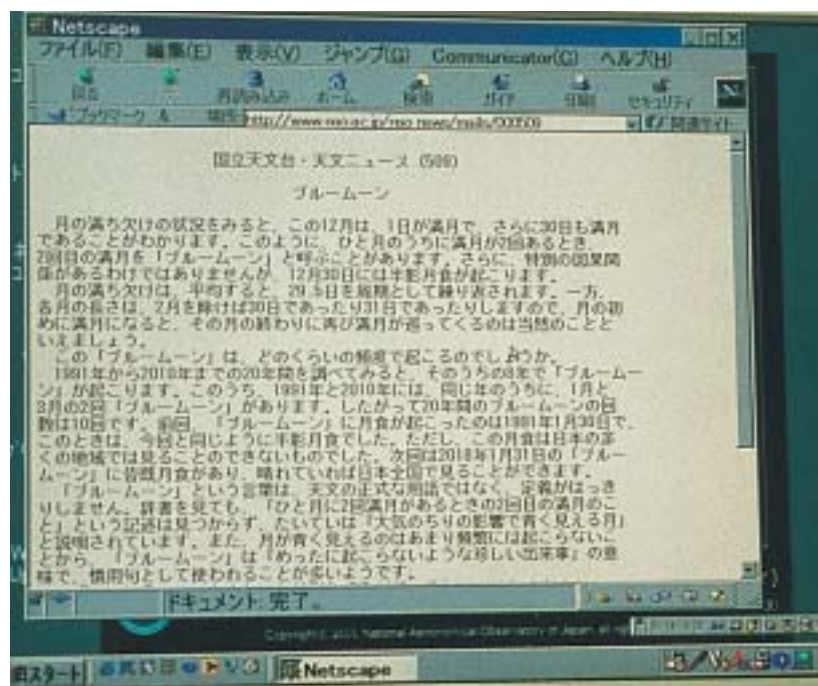 Netscape
ファイル(F) 編集(E) 表示(V) ジャンプ(G) Communicator(C) ヘルプ(H)
戻る 再読み込み ホーム 検索 ガイド 印刷 セキュリティ
ブックマーク & 場所: http://www.nao.ac.jp/nao_news/mails/000508 関連サイト
国立天文台・天文ニュース (508)
ブルームーン
月の満ち欠けの状況をみると、この12月は、1日が満月で、さらに30日も満月
であることがわかります。このように、ひと月のうちに満月が2回あるとき、
2回目の満月を「ブルームーン」と呼ぶことがあります。さらに、特別の因果関
係があるわけではありませんが、12月30日には半影月食が起こります。
月の満ち欠けは、平均すると、29.5日を周期として繰り返されます。一方、
各月の長さは、2月を除けば30日であったり31日であったりしますので、月の初
めに満月になると、その月の終わりに再び満月が巡ってくるのは当然のことと
いえましょう。
この「ブルームーン」は、どのくらいの頻度で起こるのでしょうか。
1991年から2010年までの20年間を調べてみると、そのうちの8年で「ブルームー
ン」が起こります。このうち、1991年と2010年には、同じ年のうちに、1月と
3月の2回「ブルームーン」があります。したがって20年間のブルームーンの回
数は10回です。前回、「ブルームーン」に月食が起こったのは1991年1月30日で、
このときは、今回と同じように半影月食でした。ただし、この月食は日本の多
くの地域では見ることのできないものでした。次回は2018年1月31日の「ブルー
ムーン」に皆既月食があり、晴れていれば日本全国で見ることができます。
「ブルームーン」という言葉は、天文の正式な用語ではなく、定義がはっき
りしません。辞書を見ても、「ひと月に2回満月があるときの2回目の満月のこ
と」という記述は見つからず、たいていは「大気のちりの影響で青く見える月」
と説明されています。また、月が青く見えるのはあまり頻繁には起こらないこ
とから、「ブルームーン」は「めったに起こらないような珍しい出来事」の意
味で、慣用句として使われることが多いようです。
ドキュメント: 完了。
National Astronomical Observatory of Japan
スタート Netscape